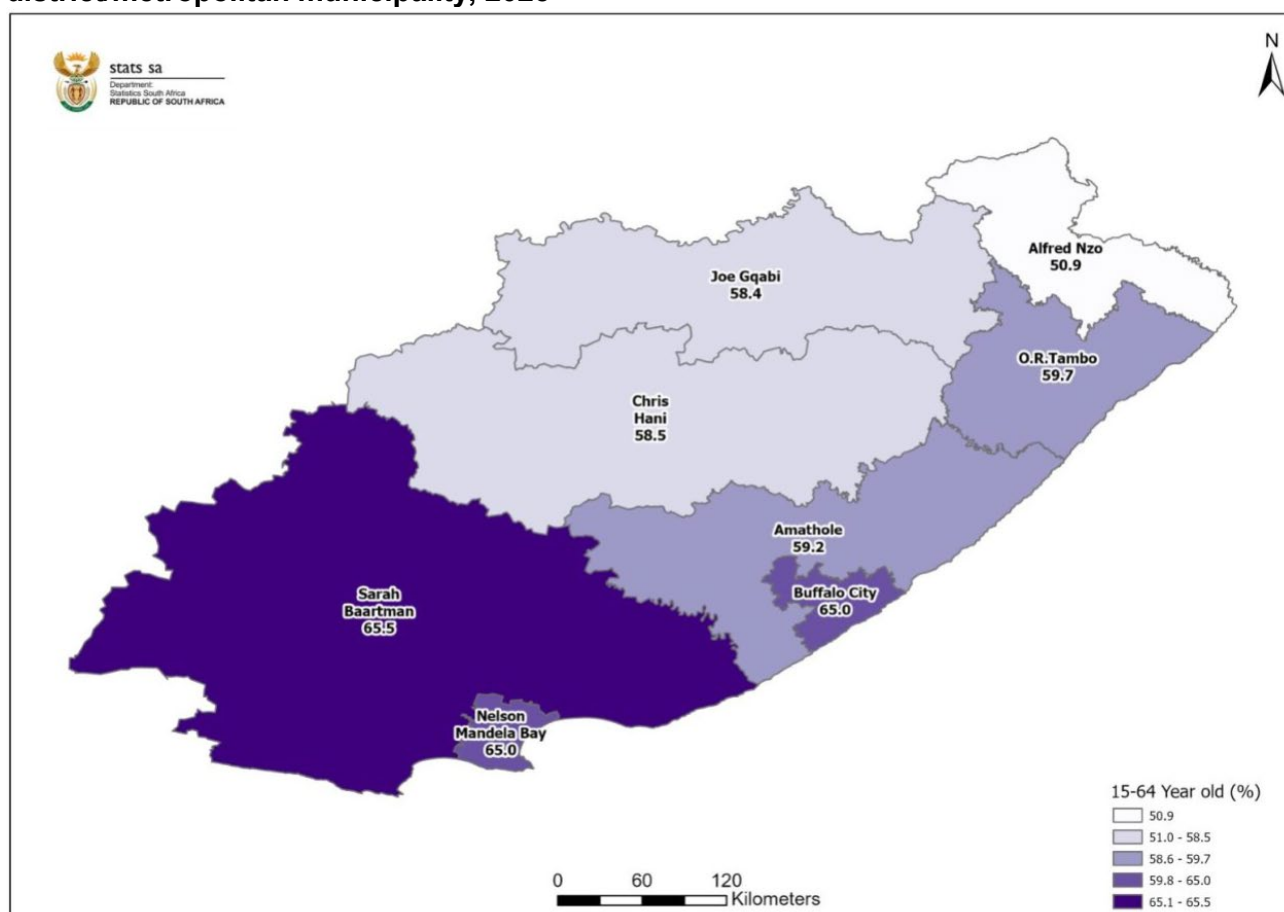 district/metropolitan municipality,
stats sa
Department:
Statistics South Africa
REPUBLIC OF SOUTH AFRICA
N
Alfred Nzo
50.9
Joe Gqabi
58.4
O.R.Tambo
59.7
Chris
Hani
58.5
Amathole
59.2
Buffalo City
65.0
Sarah
Baartman
65.5
Nelson
Mandela Bay
65.0
15-64 Year old (%)
50.9
51.0 - 58.5
58.6 - 59.7
59.8 - 65.0
65.1 - 65.5
0 60 120
Kilometers